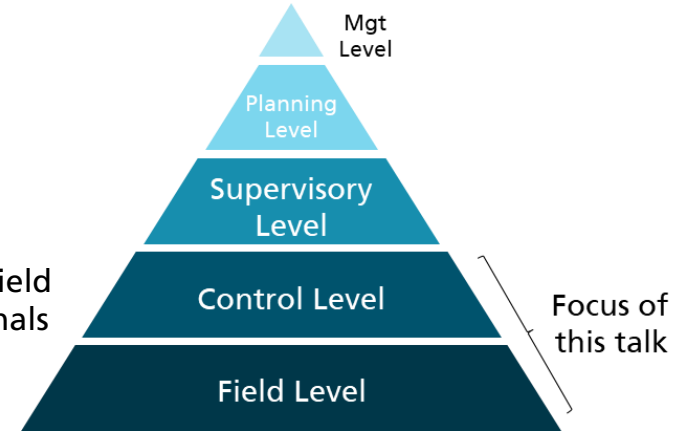 Mgt
Level
Planning
Level
Supervisory
Level
Control Level
Focus of
this talk
Field Level